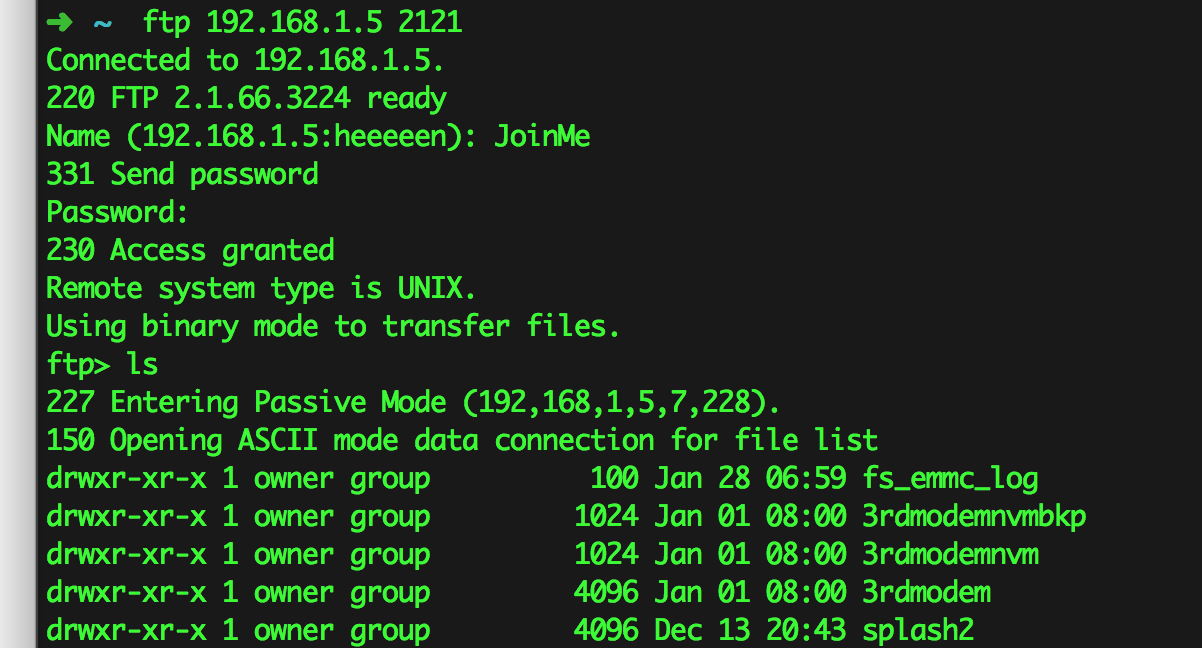 ➜ ~ ftp 192.168.1.5 2121
Connected to 192.168.1.5.
220 FTP 2.1.66.3224 ready
Name (192.168.1.5:heeeeen): JoinMe
331 Send password
Password:
230 Access granted
Remote system type is UNIX.
Using binary mode to transfer files.
ftp> ls
227 Entering Passive Mode (192,168,1,5,7,228).
150 Opening ASCII mode data connection for file list
drwxr-xr-x 1 owner group          100 Jan 28 06:59 fs_emmc_log
drwxr-xr-x 1 owner group         1024 Jan 01 08:00 3rdmodemnvmbkp
drwxr-xr-x 1 owner group         1024 Jan 01 08:00 3rdmodemnvm
drwxr-xr-x 1 owner group         4096 Jan 01 08:00 3rdmodem
drwxr-xr-x 1 owner group         4096 Dec 13 20:43 splash2